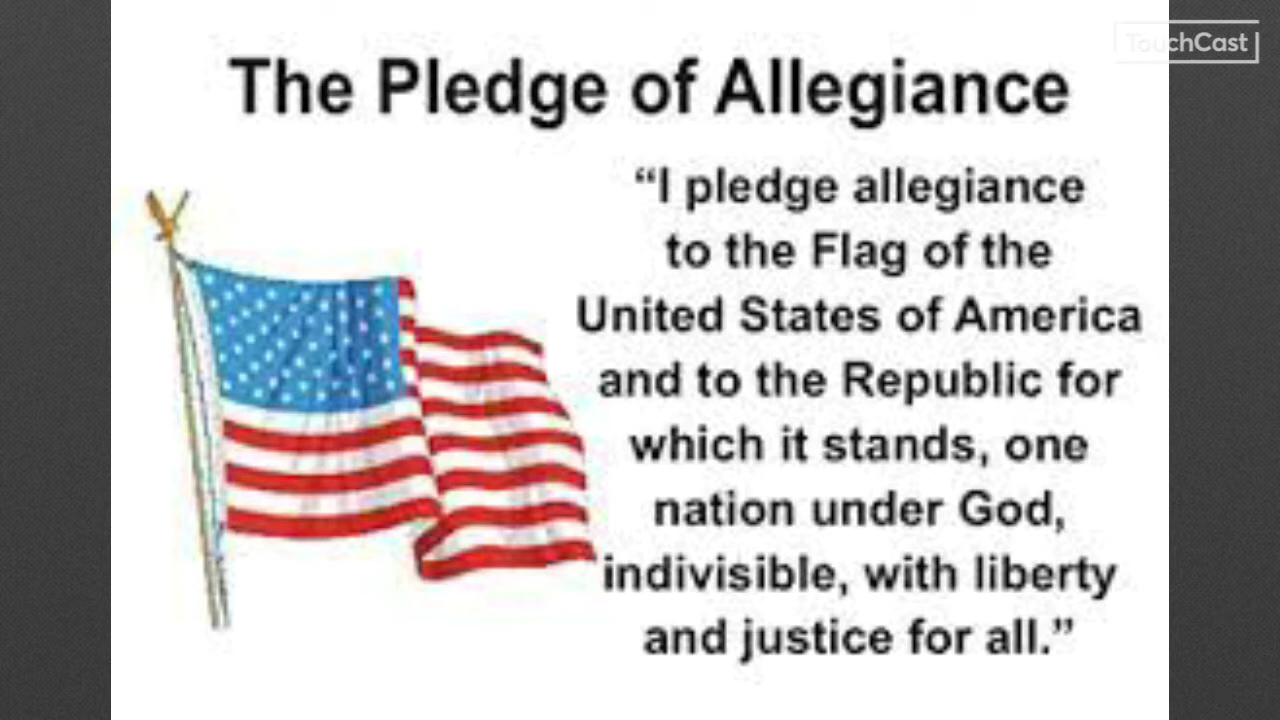 TouchCast
The Pledge of Allegiance
“I pledge allegiance
to the Flag of the
United States of America
and to the Republic for
which it stands, one
nation under God,
indivisible, with liberty
and justice for all.”